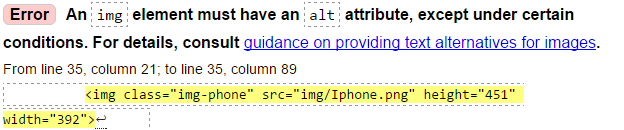 Error An img element must have an alt attribute, except under certain
conditions. For details, consult guidance on providing text alternatives for images.
From line 35, column 21; to line 35, column 89
<img class="img-phone" src="img/Iphone.png" height="451"
width="392">↩